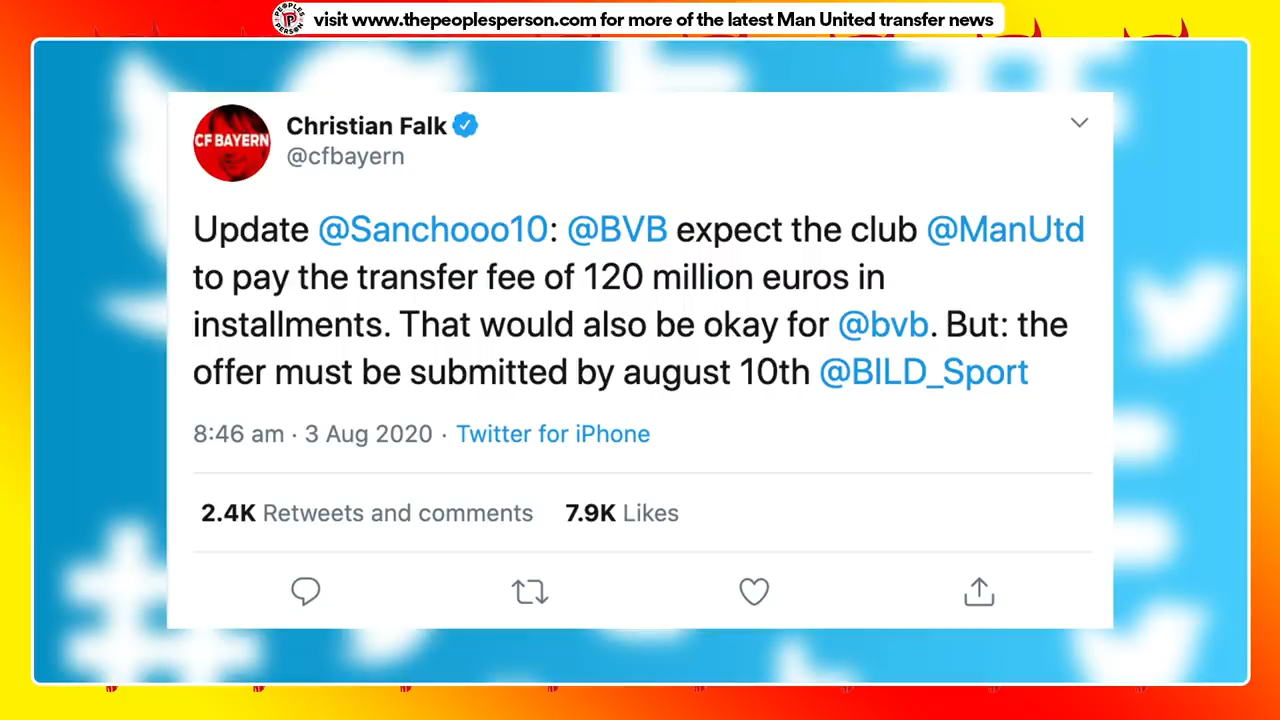 PEOPLES PERSON
visit www.thepeoplesperson.com for more of the latest Man United transfer news
CF BAYERN
Christian Falk
@cfbayern
Update @Sanchooo10: @BVB expect the club @ManUtd
to pay the transfer fee of 120 million euros in
installments. That would also be okay for @bvb. But: the
offer must be submitted by august 10th @BILD_Sport
8:46 am · 3 Aug 2020 · Twitter for iPhone
2.4K Retweets and comments 7.9K Likes